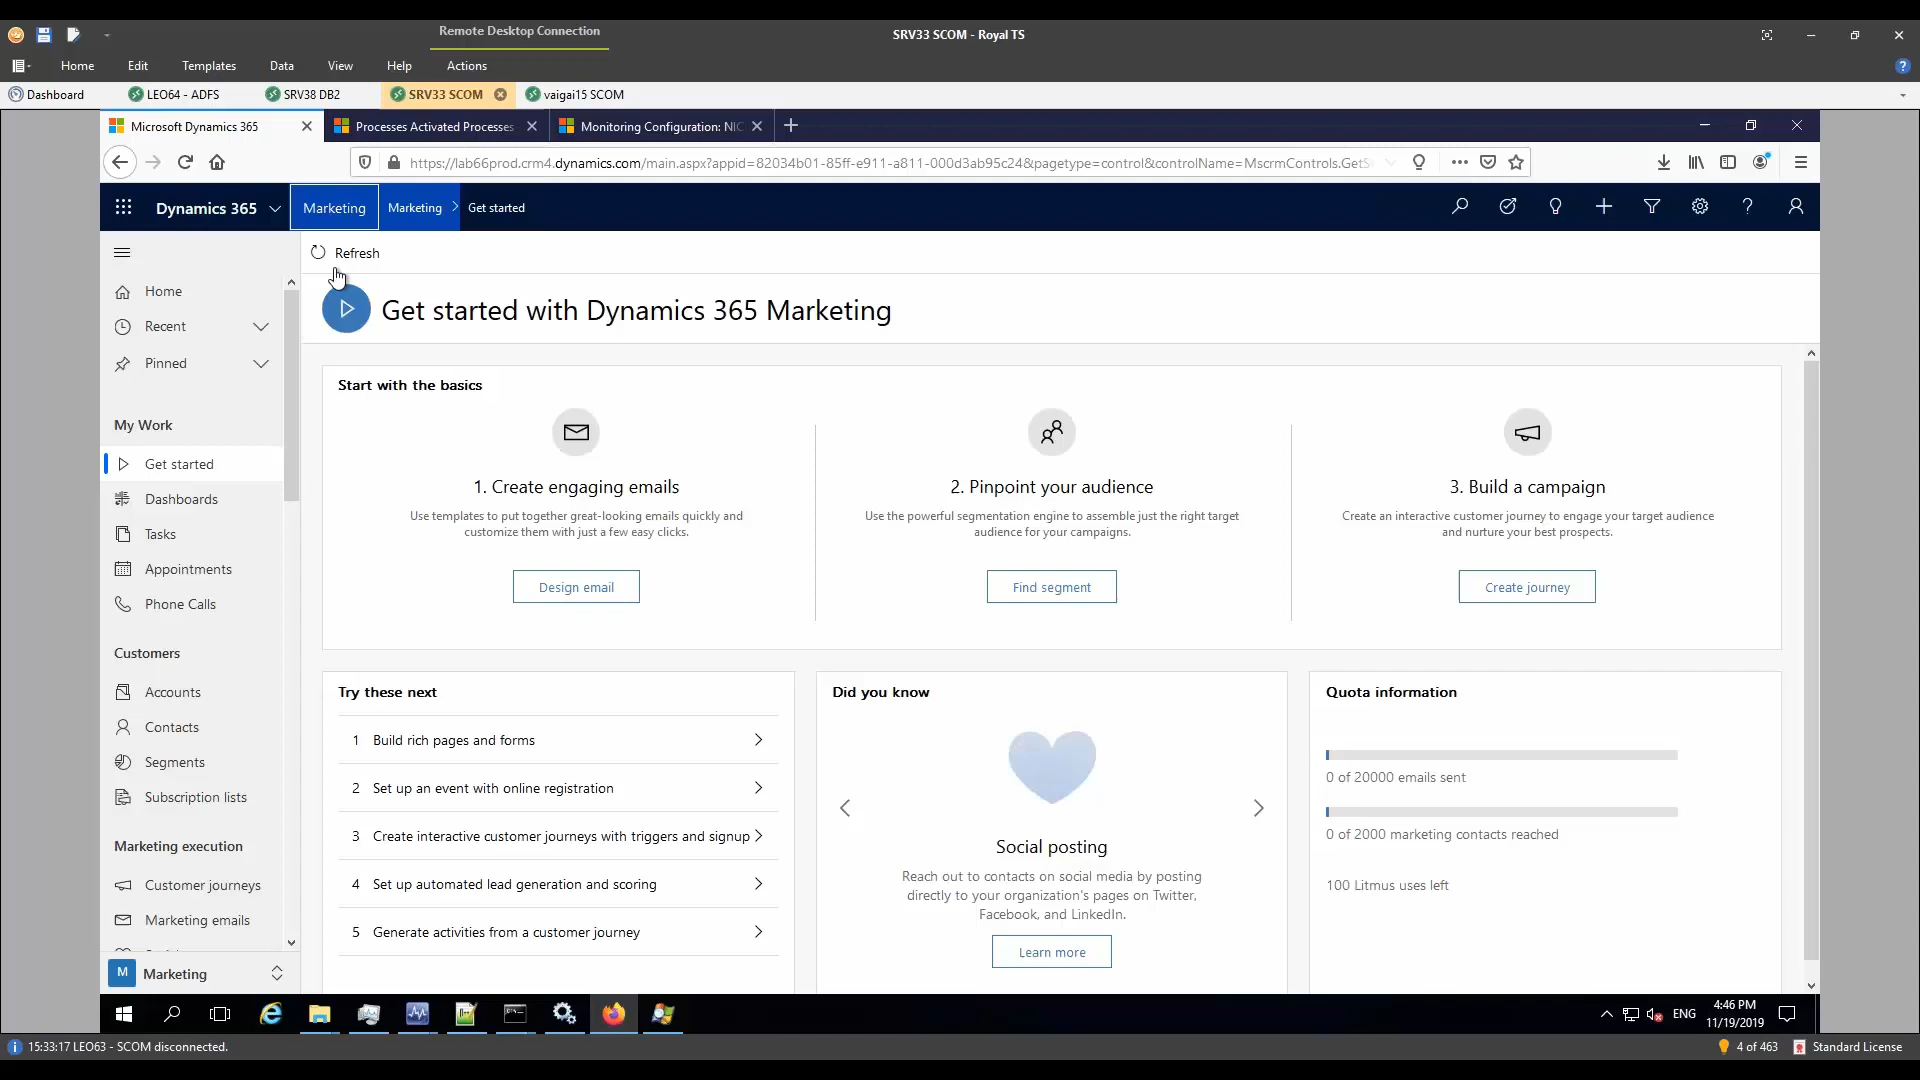 Remote Desktop Connection
SRV33 SCOM - Royal TS
Home Edit Templates Data View Help Actions
Dashboard LEO64 - ADFS SRV38 DB2 SRV33 SCOM vaigai15 SCOM
Microsoft Dynamics 365 Processes Activated Processes Monitoring Configuration: NIC
https://lab66prod.crm4.dynamics.com/main.aspx?appid=82034b01-85ff-e911-a811-000d3ab95c24&pagetype=control&controlName=MscrmControls.GetS
Dynamics 365 Marketing Marketing > Get started
Refresh
Get started with Dynamics 365 Marketing
Home
Recent
Pinned
My Work
Get started
Dashboards
Tasks
Appointments
Phone Calls
Customers
Accounts
Contacts
Segments
Subscription lists
Marketing execution
Customer journeys
Marketing emails
M Marketing
Start with the basics
1. Create engaging emails
Use templates to put together great-looking emails quickly and
customize them with just a few easy clicks.
Design email
2. Pinpoint your audience
Use the powerful segmentation engine to assemble just the right target
audience for your campaigns.
Find segment
3. Build a campaign
Create an interactive customer journey to engage your target audience
and nurture your best prospects.
Create journey
Try these next
1 Build rich pages and forms
2 Set up an event with online registration
3 Create interactive customer journeys with triggers and signup
4 Set up automated lead generation and scoring
5 Generate activities from a customer journey
Did you know
Social posting
Reach out to contacts on social media by posting
directly to your organization's pages on Twitter,
Facebook, and LinkedIn.
Learn more
Quota information
0 of 20000 emails sent
0 of 2000 marketing contacts reached
100 Litmus uses left
ENG
4:46 PM
11/19/2019
15:33:17 LEO63 - SCOM disconnected.
4 of 463 Standard License